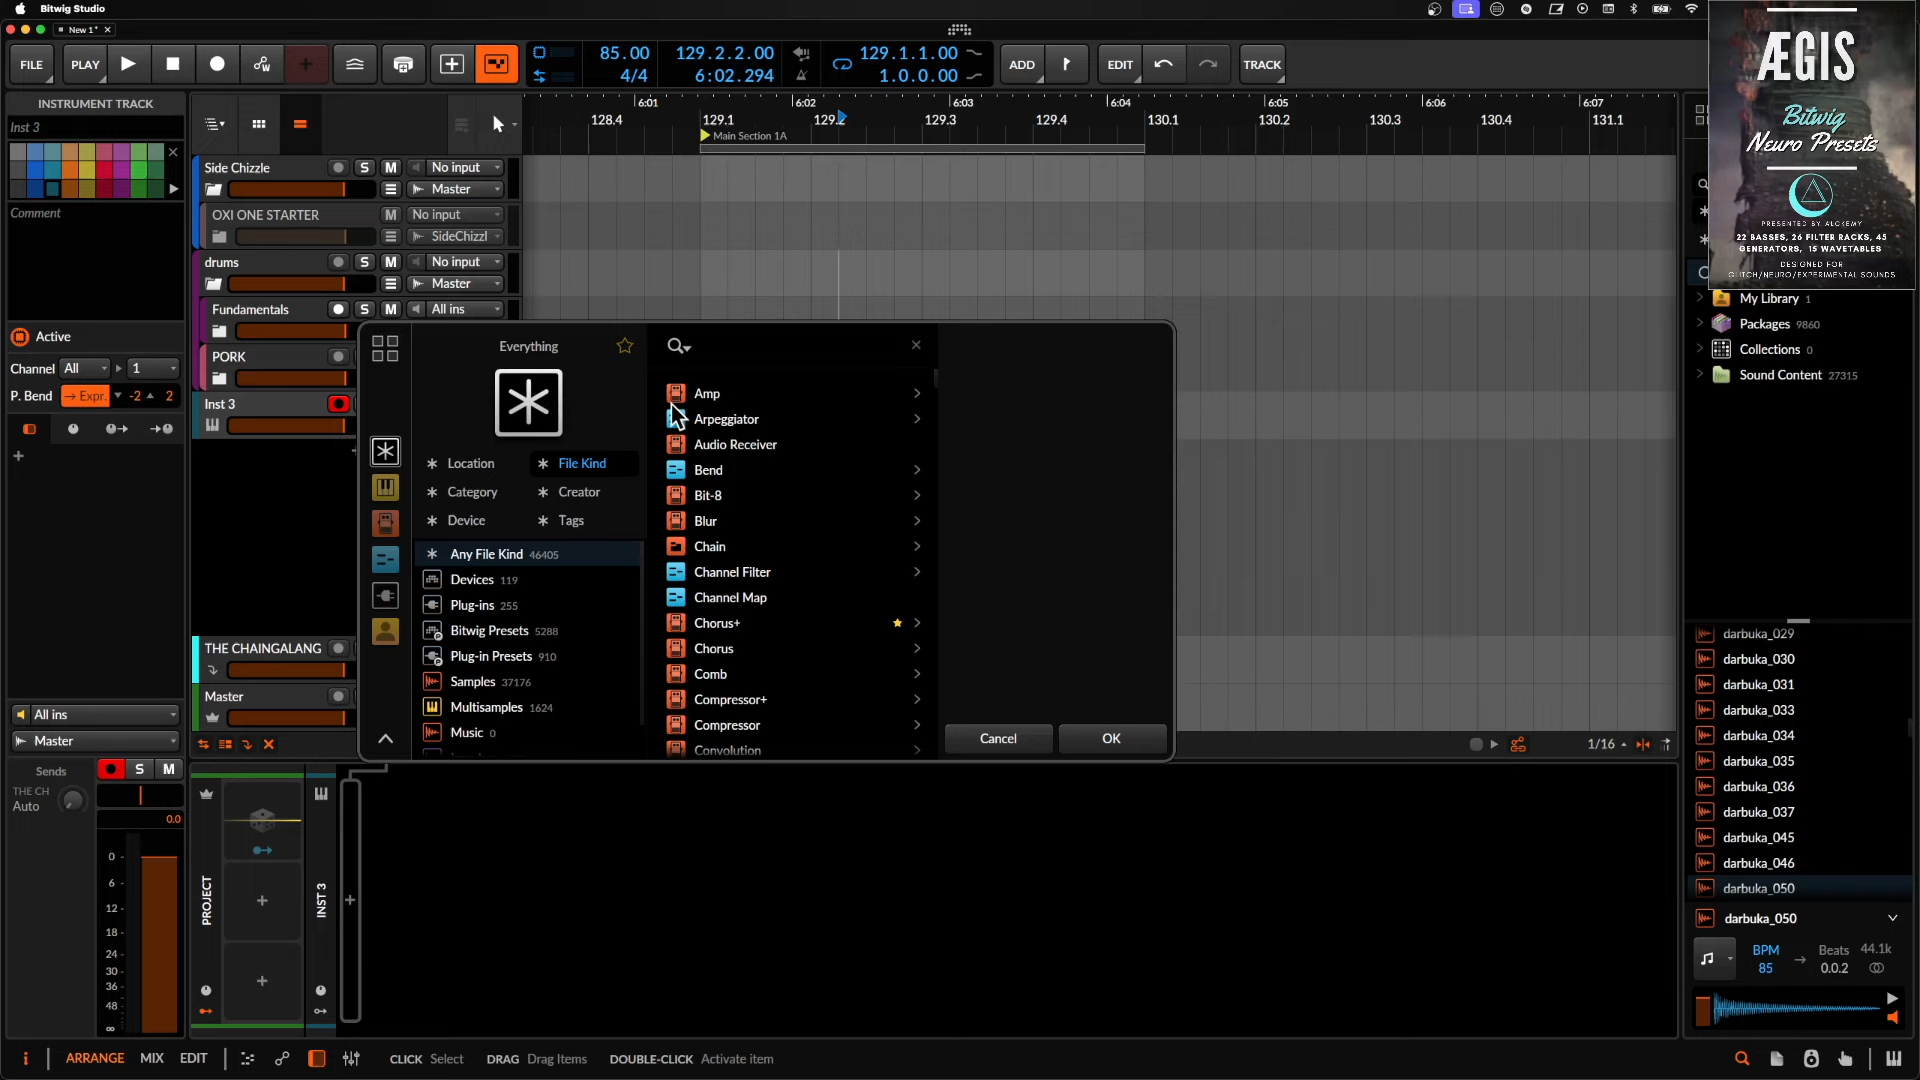 Bitwig Studio
New 1*
FILE
PLAY
85.00
4/4
129.2.2.00
6:02.294
129.1.1.00
1.0.0.00
ADD
EDIT
TRACK
INSTRUMENT TRACK
Inst 3
Comment
Active
Channel All 1
P. Bend Expr. -2 2
All ins
Master
Sends
S M
THE CH
Auto
0.0
0
6
12
18
24
30
36
48
∞
6:01 6:02 6:03 6:04 6:05 6:06 6:07
128.4 129.1 129.2 129.3 129.4 130.1 130.2 130.3 130.4 131.1
Main Section 1A
Side Chizzle S M No input
Master
OXI ONE STARTER M No input
SideChizzl
drums S M No input
Master
Fundamentals S M All ins
PORK
Inst 3
THE CHAINGALANG
Master
Everything
Location File Kind
Category Creator
Device Tags
Any File Kind 46405
Devices 119
Plug-ins 255
Bitwig Presets 5288
Plug-in Presets 910
Samples 37176
Multisamples 1624
Music 0
Amp
Arpeggiator
Audio Receiver
Bend
Bit-8
Blur
Chain
Channel Filter
Channel Map
Chorus+
Chorus
Comb
Compressor+
Compressor
Convolution
Cancel OK
1/16
PROJECT
INST 3
ÆGIS
Bitwig
Neuro Presets
PRESENTED BY ALCKEMY
22 BASSES, 26 FILTER RACKS, 45
GENERATORS, 15 WAVETABLES
DESIGNED FOR
GLITCH/NEURO/EXPERIMENTAL SOUNDS
My Library 1
Packages 9860
Collections 0
Sound Content 27315
darbuka_029
darbuka_030
darbuka_031
darbuka_033
darbuka_034
darbuka_035
darbuka_036
darbuka_037
darbuka_045
darbuka_046
darbuka_050
darbuka_050
BPM Beats 44.1k
85 0.0.2
i ARRANGE MIX EDIT CLICK Select DRAG Drag Items DOUBLE-CLICK Activate item